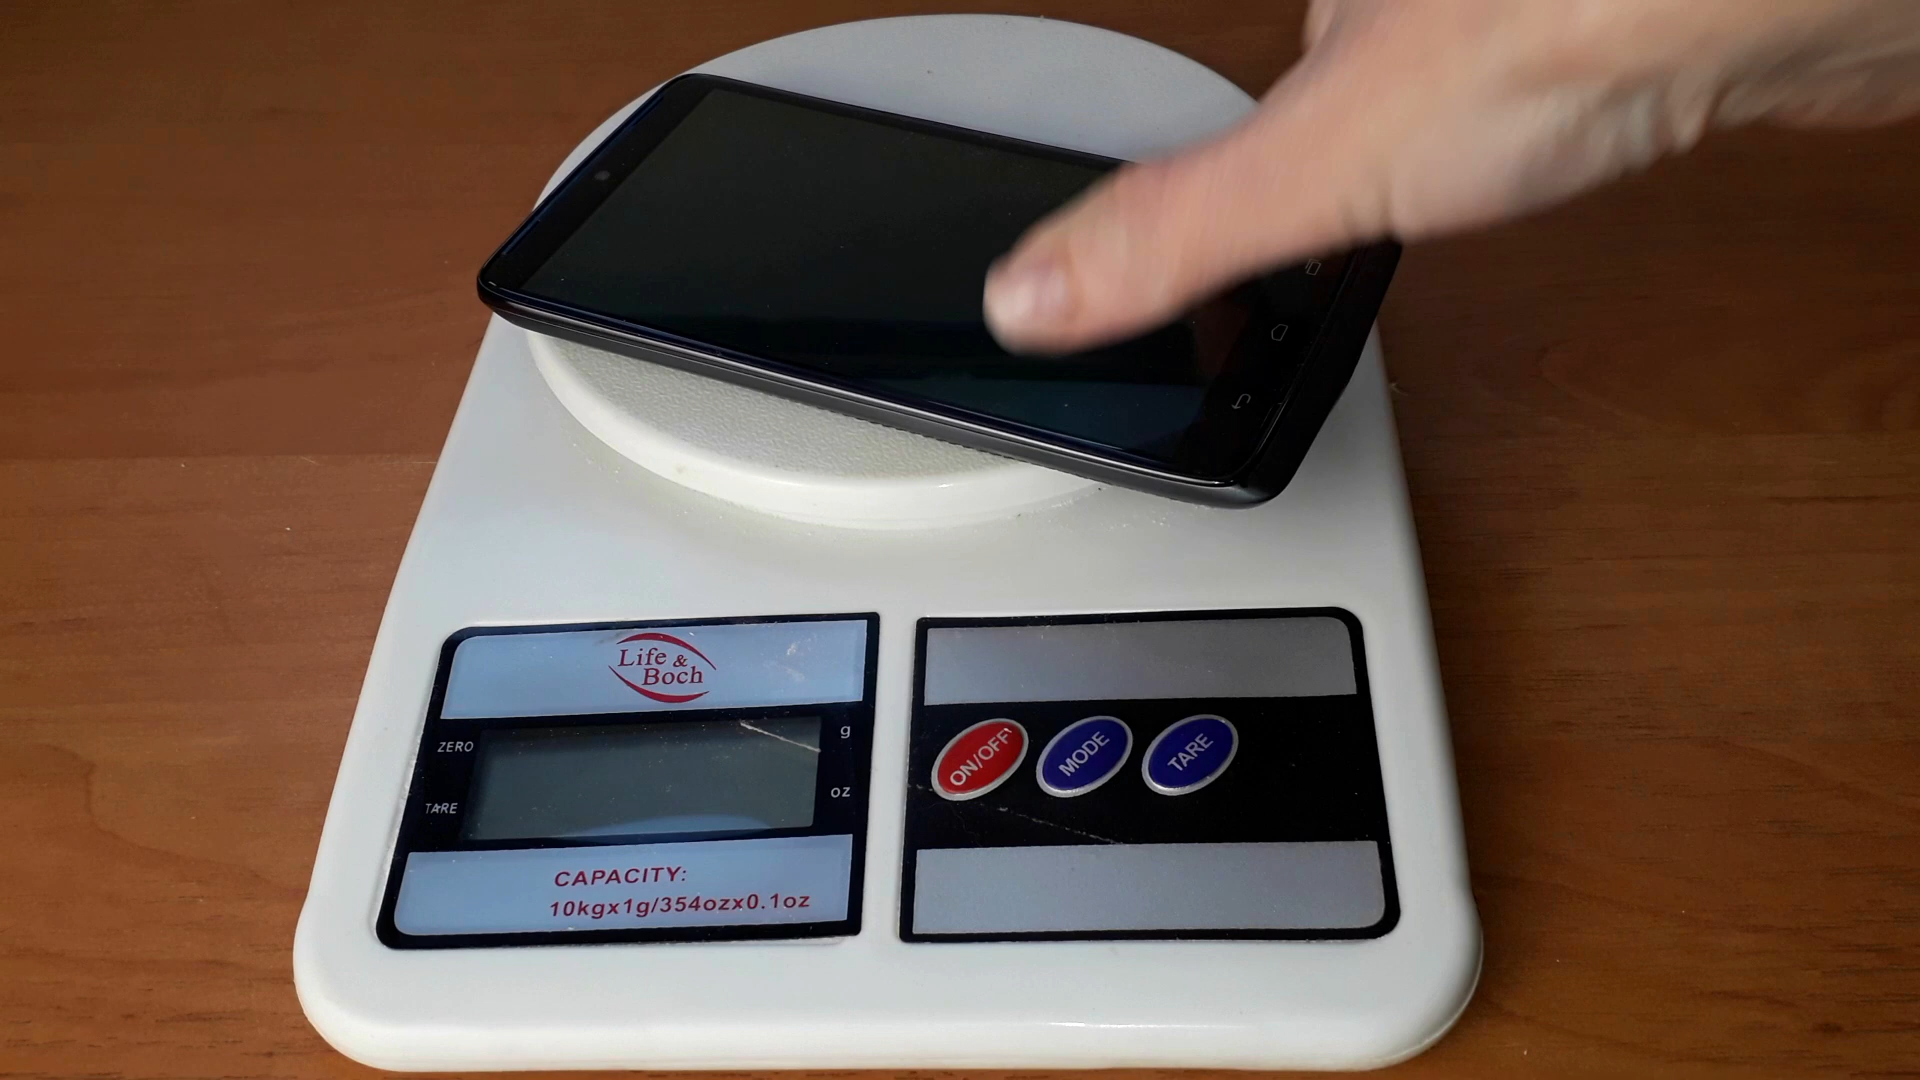 Life &
Boch
ZERO
g
TARE
oz
CAPACITY:
10kgx1g/354ozx0.1oz
ON/OFF
MODE
TARE